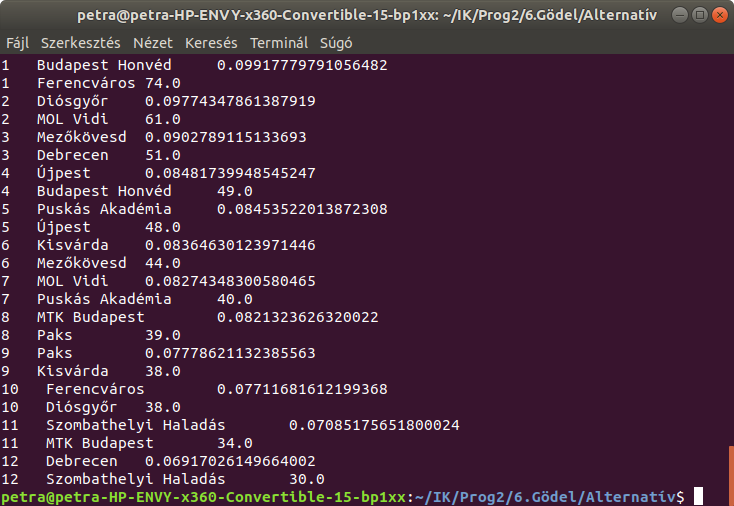 petra@petra-HP-ENVY-x360-Convertible-15-bp1xx: ~/IK/Prog2/6.Gödel/Alternatív
Fájl Szerkesztés Nézet Keresés Terminál Súgó
1 Budapest Honvéd 0.09917779791056482
1 Ferencváros 74.0
2 Diósgyőr 0.09774347861387919
2 MOL Vidi 61.0
3 Mezőkövesd 0.0902789115133693
3 Debrecen 51.0
4 Újpest 0.08481739948545247
4 Budapest Honvéd 49.0
5 Puskás Akadémia 0.08453522013872308
5 Újpest 48.0
6 Kisvárda 0.08364630123971446
6 Mezőkövesd 44.0
7 MOL Vidi 0.08274348300580465
7 Puskás Akadémia 40.0
8 MTK Budapest 0.0821323626320022
8 Paks 39.0
9 Paks 0.07778621132385563
9 Kisvárda 38.0
10 Ferencváros 0.07711681612199368
10 Diósgyőr 38.0
11 Szombathelyi Haladás 0.07085175651800024
11 MTK Budapest 34.0
12 Debrecen 0.06917026149664002
12 Szombathelyi Haladás 30.0
petra@petra-HP-ENVY-x360-Convertible-15-bp1xx:~/IK/Prog2/6.Gödel/Alternatív$